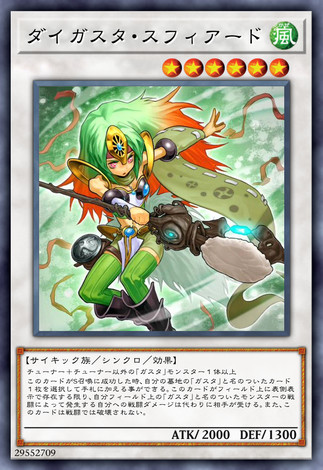 ダイガスタ・スフィアード
風
【サイキック族/シンクロ/効果】
チューナー+チューナー以外の「ガスタ」モンスター1体以上
このカードがS召喚に成功した時、自分の墓地の「ガスタ」と名のついたカード
1枚を選択して手札に加える事ができる。このカードがフィールド上に表側表
示で存在する限り、自分フィールド上の「ガスタ」と名のついたモンスターの戦
闘によって発生する自分への戦闘ダメージは代わりに相手が受ける。また、こ
のカードは戦闘では破壊されない。
ATK/2000 DEF/1300
29552709